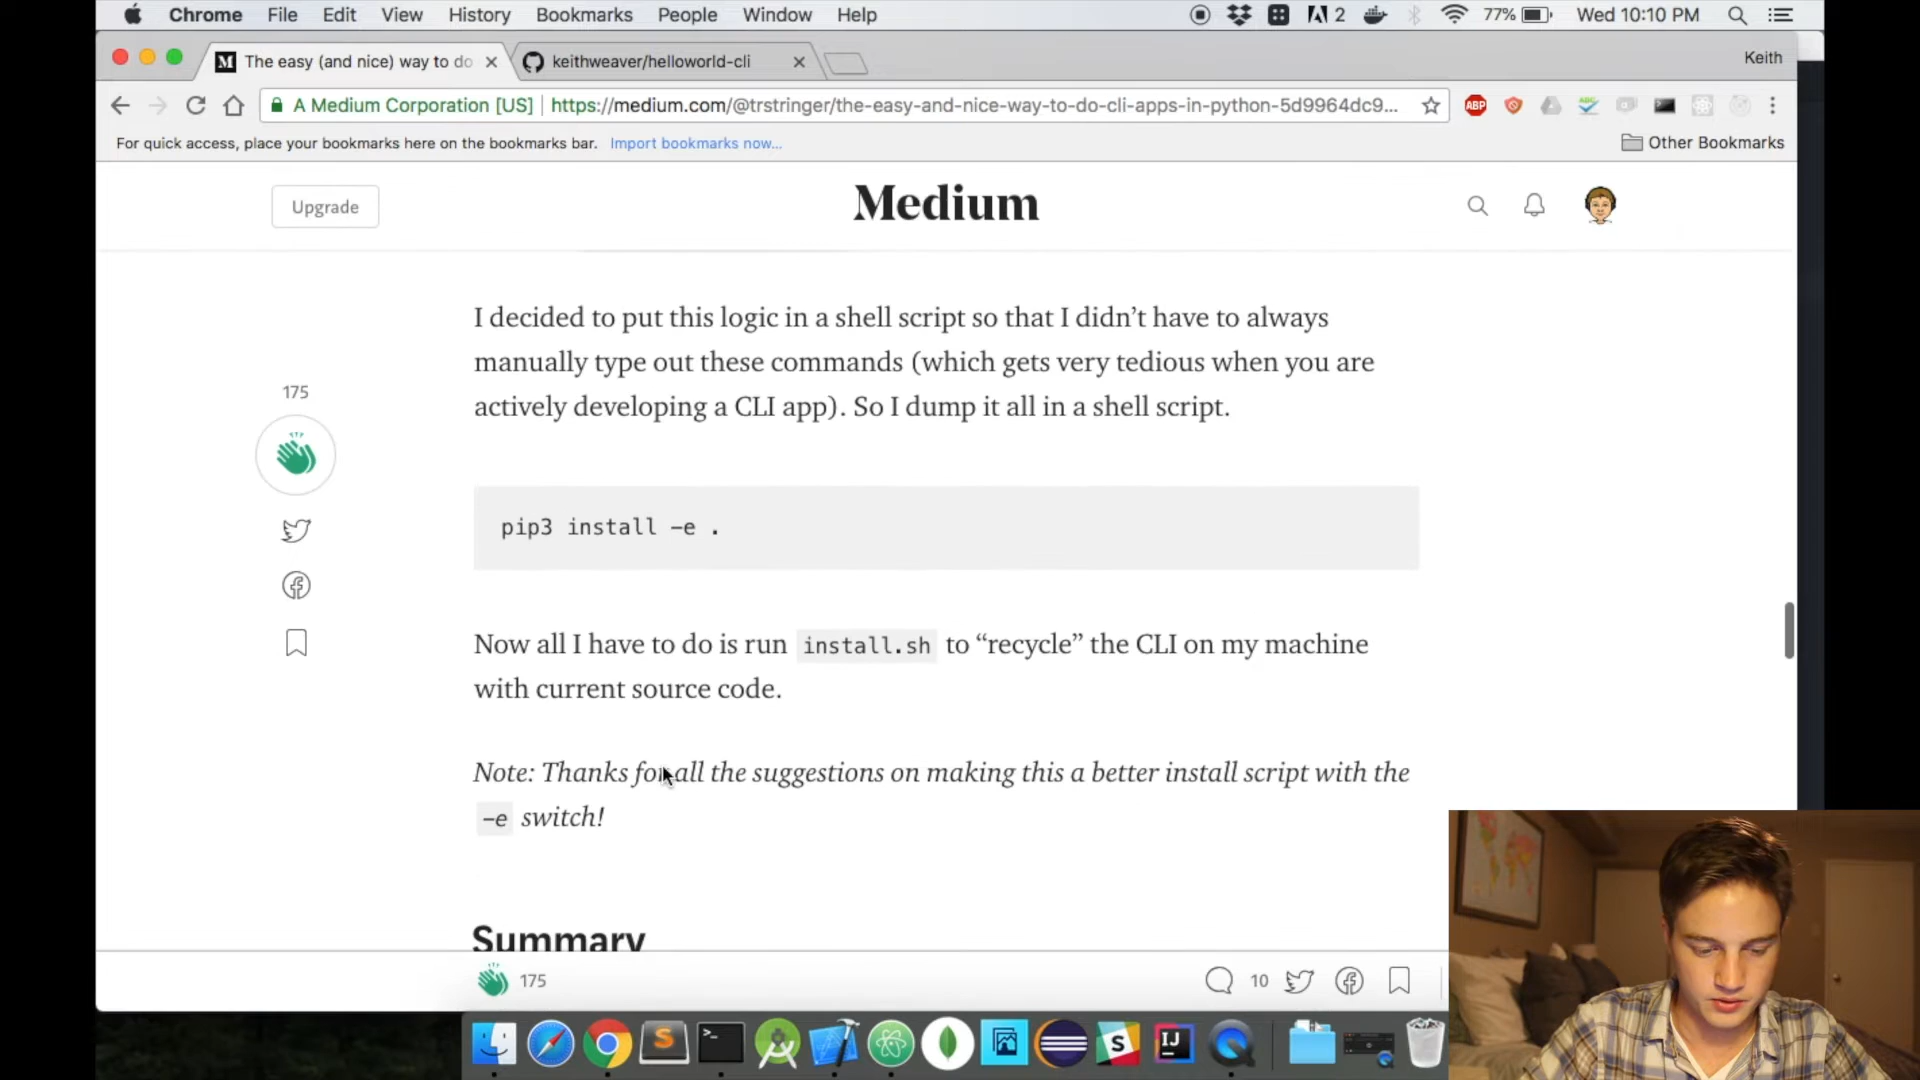 Chrome File Edit View History Bookmarks People Window Help 2 77% Wed 10:10 PM
The easy (and nice) way to do keithweaver/helloworld-cli Keith
A Medium Corporation [US] https://medium.com/@trstringer/the-easy-and-nice-way-to-do-cli-apps-in-python-5d9964dc9... ABP
For quick access, place your bookmarks here on the bookmarks bar. Import bookmarks now... Other Bookmarks
Upgrade Medium
I decided to put this logic in a shell script so that I didn’t have to always
manually type out these commands (which gets very tedious when you are
actively developing a CLI app). So I dump it all in a shell script.
175
pip3 install -e .
Now all I have to do is run install.sh to “recycle” the CLI on my machine
with current source code.
Note: Thanks for all the suggestions on making this a better install script with the
-e switch!
Summary
175 10